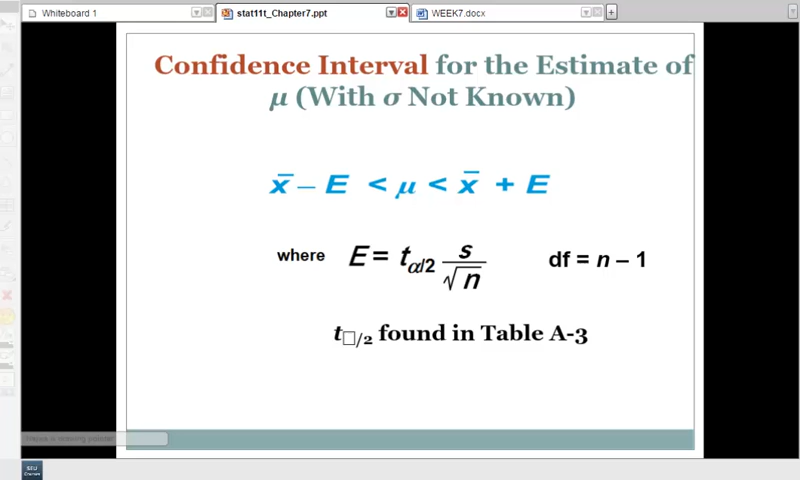 Whiteboard 1
stat11t_Chapter7.ppt
WEEK7.docx
Confidence Interval for the Estimate of
μ (With σ Not Known)
x̄ – E < μ < x̄ + E
where E = t α/2 s/√n df = n – 1
t□/2 found in Table A-3